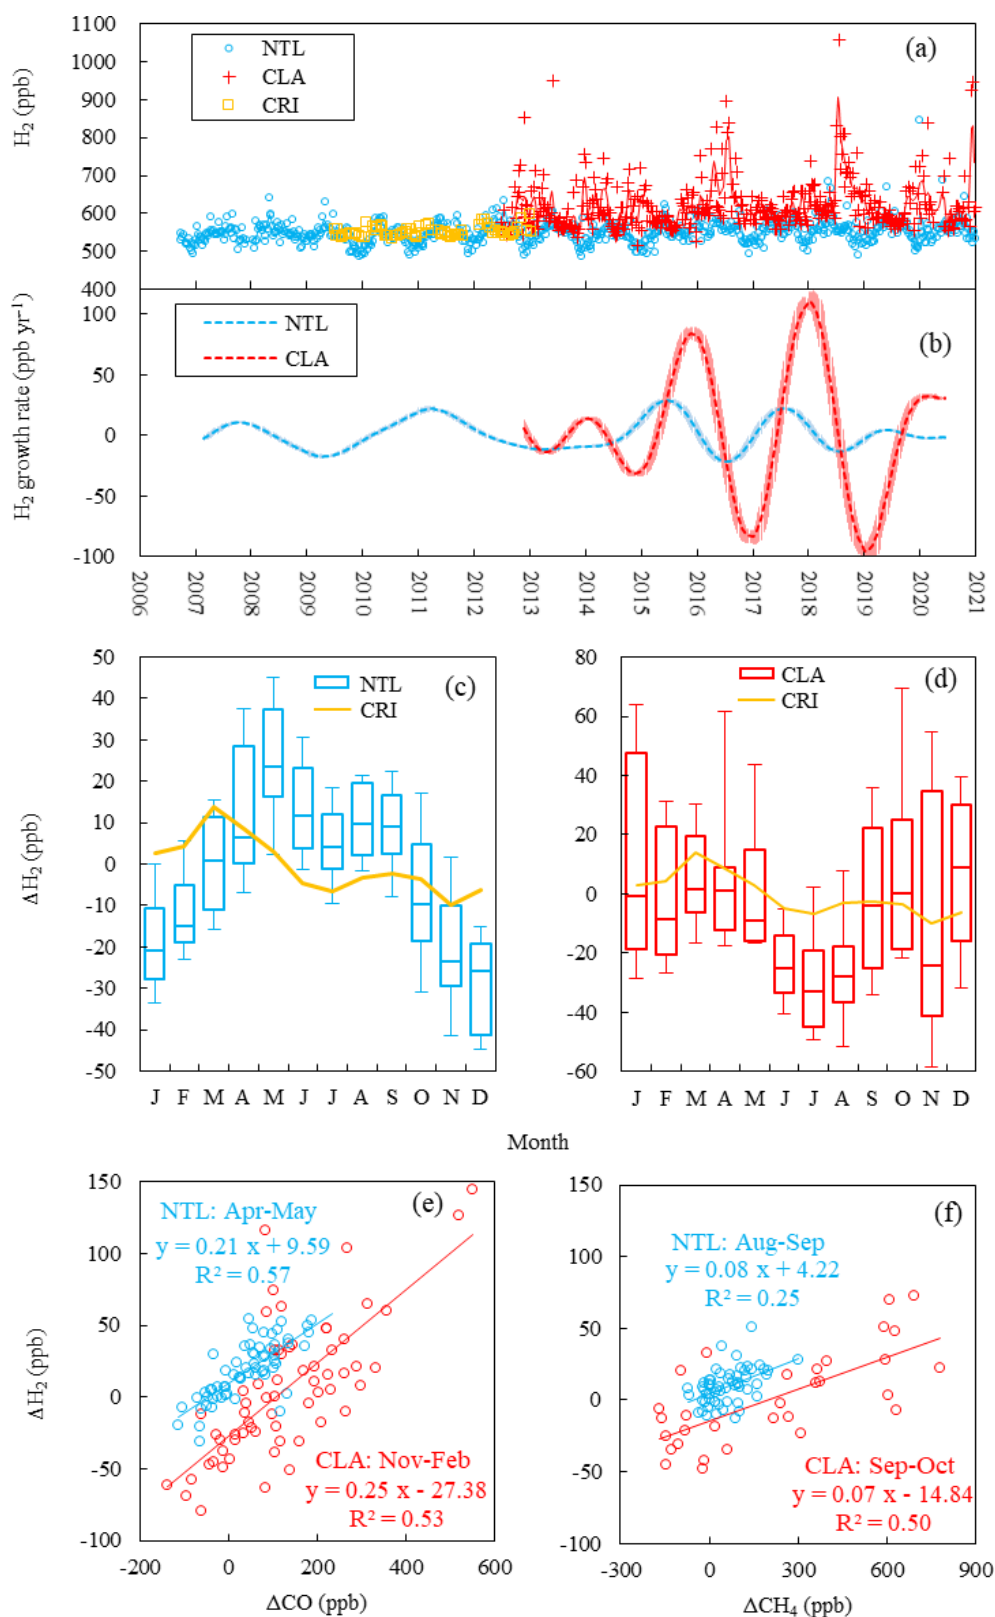 1100
1000
900
800
700
600
500
400
H₂ (ppb)
NTL
CLA
CRI
(a)
100
50
0
-50
-100
H₂ growth rate (ppb yr⁻¹)
NTL
CLA
(b)
2006
2007
2009
2010
2011
2012
2013
2015
2016
2017
2018
2019
2021
50
40
30
20
10
0
-10
-20
-30
-40
-50
ΔH₂ (ppb)
NTL
CRI
(c)
J F M A M J J A S O N D
80
60
40
20
0
-20
-40
-60
CLA
CRI
(d)
J F M A M J J A S O N D
Month
150
100
50
0
-50
-100
ΔH₂ (ppb)
(e)
NTL: Apr-May
y = 0.21 x + 9.59
R² = 0.57
CLA: Nov-Feb
y = 0.25 x - 27.38
R² = 0.53
-200 0 200 400 600
ΔCO (ppb)
150
100
50
0
-50
-100
(f)
NTL: Aug-Sep
y = 0.08 x + 4.22
R² = 0.25
CLA: Sep-Oct
y = 0.07 x - 14.84
R² = 0.50
-300 0 300 600 900
ΔCH₄ (ppb)